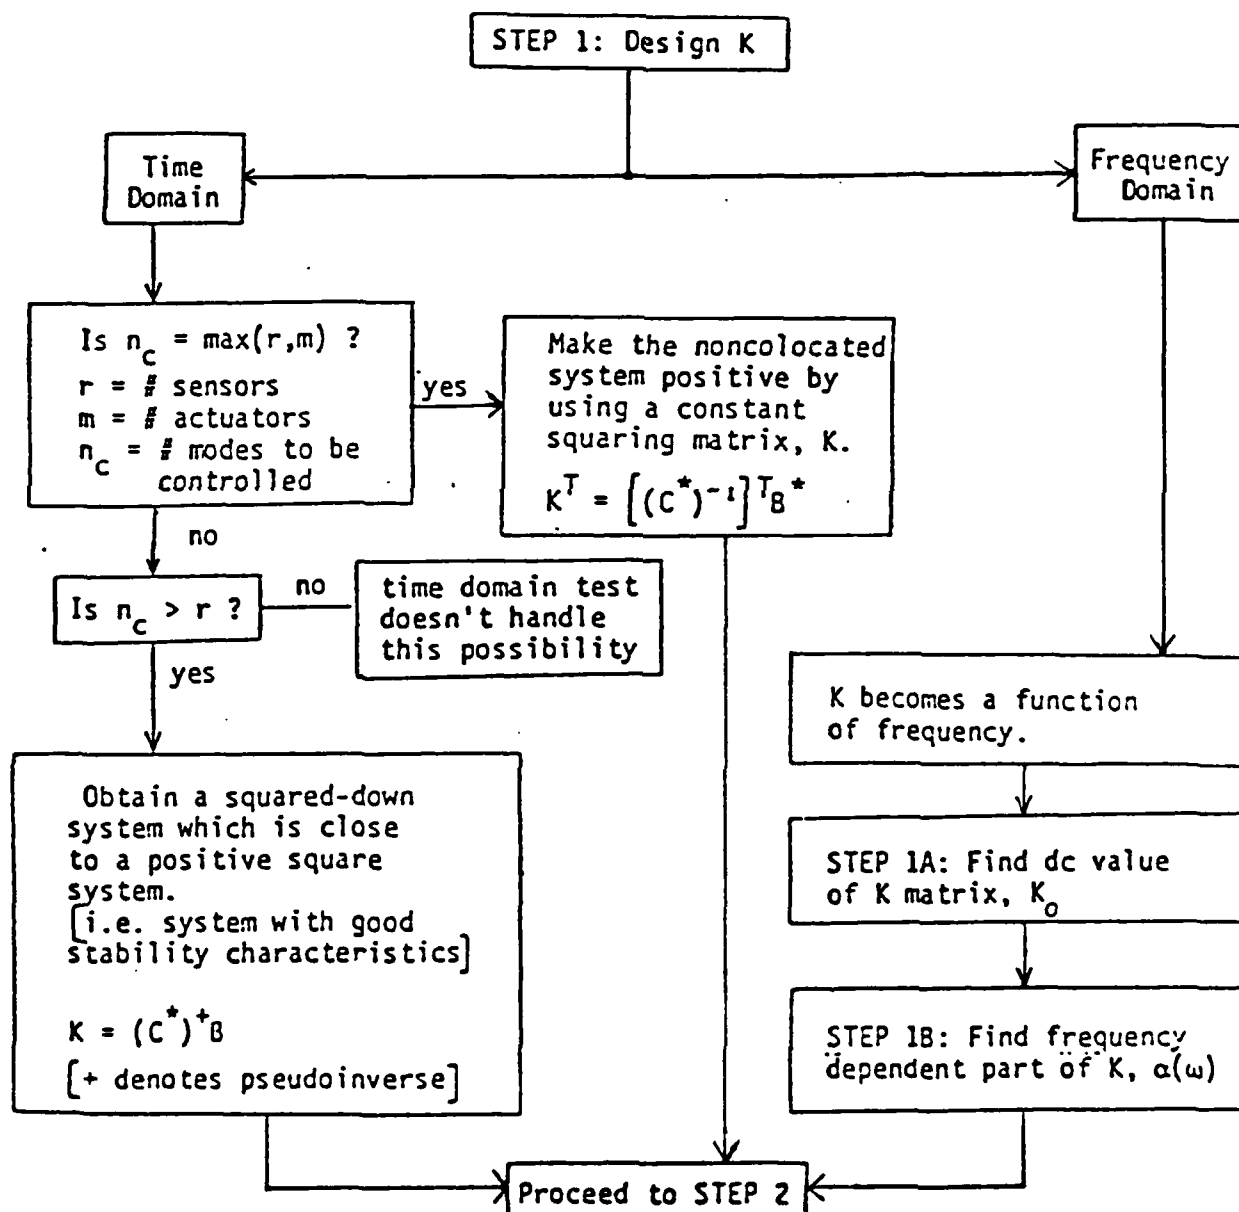 STEP 1: Design K
Time
Domain
Frequency
Domain
Is n_c = max(r,m) ?
r = # sensors
m = # actuators
n_c = # modes to be
controlled
yes
Make the noncolocated
system positive by
using a constant
squaring matrix, K.
K^T = [(C^*)^-1]^T B^*
no
Is n_c > r ?
no
time domain test
doesn't handle
this possibility
yes
K becomes a function
of frequency.
Obtain a squared-down
system which is close
to a positive square
system.
[i.e. system with good
stability characteristics]
K = (C^*)^+ B
[+ denotes pseudoinverse]
STEP 1A: Find dc value
of K matrix, K_o
STEP 1B: Find frequency
dependent part of K, α(ω)
Proceed to STEP 2